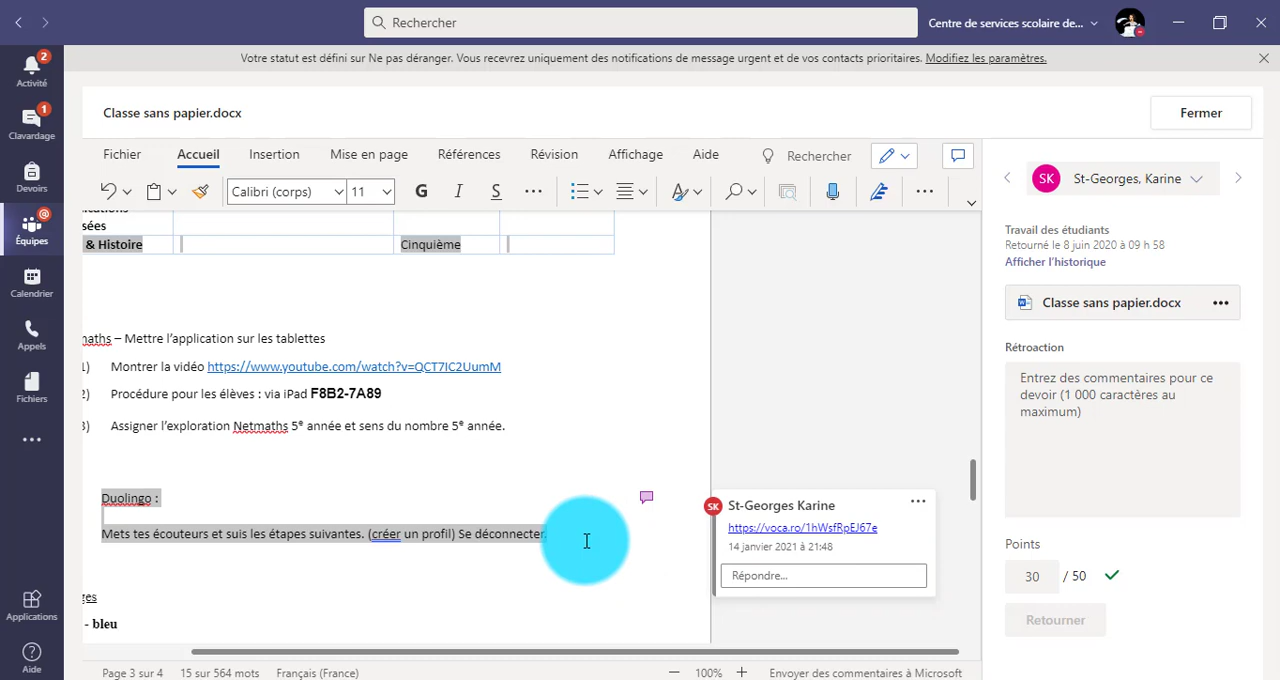 Rechercher
Centre de services scolaire de...
Votre statut est défini sur Ne pas déranger. Vous recevrez uniquement des notifications de message urgent et de vos contacts prioritaires. Modifiez les paramètres.
2
Activité
1
Clavardage
Devoirs
@
Équipes
Calendrier
Appels
Fichiers
Applications
Aide
Classe sans papier.docx
Fermer
Fichier Accueil Insertion Mise en page Références Révision Affichage Aide Rechercher
Calibri (corps) 11 G I S
sées
& Histoire Cinquième
maths – Mettre l'application sur les tablettes
1) Montrer la vidéo https://www.youtube.com/watch?v=QCT7IC2UumM
2) Procédure pour les élèves : via iPad F8B2-7A89
3) Assigner l'exploration Netmaths 5e année et sens du nombre 5e année.
Duolingo :
Mets tes écouteurs et suis les étapes suivantes. (créer un profil) Se déconnecter.
ges
- bleu
SK St-Georges Karine
https://voca.ro/1hWsfRpEJ67e
14 janvier 2021 à 21:48
Répondre...
Page 3 sur 4 15 sur 564 mots Français (France) 100% Envoyer des commentaires à Microsoft
SK St-Georges, Karine
Travail des étudiants
Retourné le 8 juin 2020 à 09 h 58
Afficher l'historique
Classe sans papier.docx
Rétroaction
Entrez des commentaires pour ce
devoir (1 000 caractères au
maximum)
Points
30 / 50
Retourner